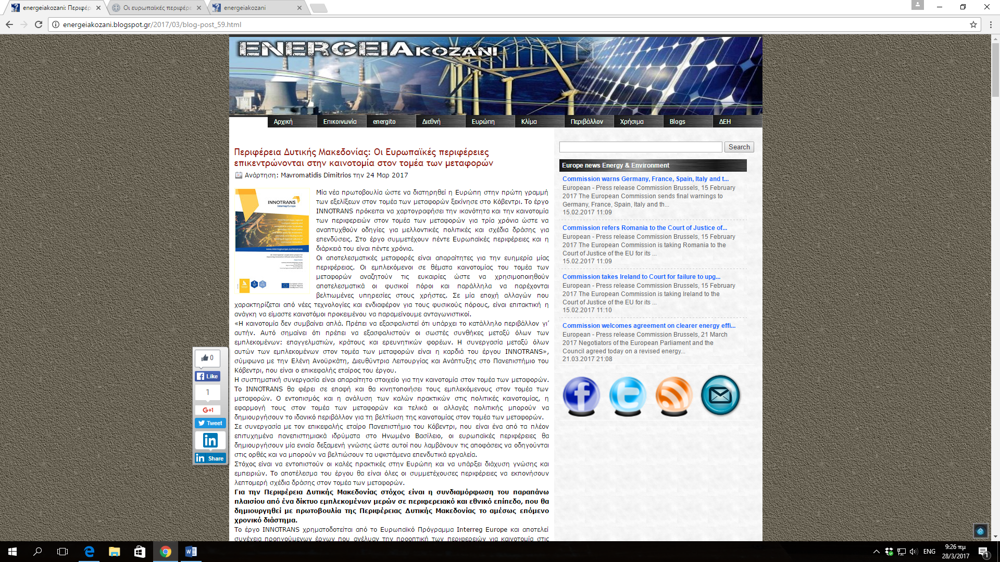 energeiakozani: Περιφέρ
Οι ευρωπαϊκές περιφέρε
energeiakozani
energeiakozani.blogspot.gr/2017/03/blog-post_59.html
ENERGEIAKOZANI
Αρχική Επικοινωνία energito Διεθνή Ευρώπη Κλίμα Περιβάλλον Χρήσιμα Blogs ΔΕΗ
Περιφέρεια Δυτικής Μακεδονίας: Οι Ευρωπαϊκές περιφέρειες
επικεντρώνονται στην καινοτομία στον τομέα των μεταφορών
Ανάρτηση: Mavromatidis Dimitrios την 24 Μαρ 2017
INNOTRANS
Interreg Europe
www.interregeurope.eu/innotrans
Μία νέα πρωτοβουλία ώστε να διατηρηθεί η Ευρώπη στην πρώτη γραμμή
των εξελίξεων στον τομέα των μεταφορών ξεκίνησε στο Κόβεντρι. Το έργο
INNOTRANS πρόκειται να χαρτογραφήσει την ικανότητα και την καινοτομία
των περιφερειών στον τομέα των μεταφορών για τρία χρόνια ώστε να
αναπτυχθούν οδηγίες για μελλοντικές πολιτικές και σχέδια δράσης για
επενδύσεις. Στο έργο συμμετέχουν πέντε Ευρωπαϊκές περιφέρειες και η
διάρκειά του είναι πέντε χρόνια.
Οι αποτελεσματικές μεταφορές είναι απαραίτητες για την ευημερία μίας
περιφέρειας. Οι εμπλεκόμενοι σε θέματα καινοτομίας του τομέα των
μεταφορών αναζητούν τις ευκαιρίες ώστε να χρησιμοποιηθούν
αποτελεσματικά οι φυσικοί πόροι και παράλληλα να παρέχονται
βελτιωμένες υπηρεσίες στους χρήστες. Σε μία εποχή αλλαγών που
χαρακτηρίζεται από νέες τεχνολογίες και ενδιαφέρον για τους φυσικούς πόρους, είναι επιτακτική η
ανάγκη να είμαστε καινοτόμοι προκειμένου να παραμείνουμε ανταγωνιστικοί.
«Η καινοτομία δεν συμβαίνει απλά. Πρέπει να εξασφαλιστεί ότι υπάρχει το κατάλληλο περιβάλλον γι’
αυτήν. Αυτό σημαίνει ότι πρέπει να εξασφαλιστούν οι σωστές συνθήκες μεταξύ όλων των
εμπλεκομένων: επαγγελματιών, κράτους και ερευνητικών φορέων. Η συνεργασία μεταξύ όλων
αυτών των εμπλεκομένων στον τομέα των μεταφορών είναι η καρδιά του έργου INNOTRANS»,
σύμφωνα με την Ελένη Ανοϋρκάτη, Διευθύντρια Λειτουργίας και Ανάπτυξης στο Πανεπιστήμιο του
Κόβεντρι, που είναι ο επικεφαλής εταίρος του έργου.
Η συστηματική συνεργασία είναι απαραίτητο στοιχείο για την καινοτομία στον τομέα των μεταφορών.
Το INNOTRANS θα φέρει σε επαφή και θα κινητοποιήσει τους εμπλεκόμενους στον τομέα των
μεταφορών. Ο εντοπισμός και η ανάλυση των καλών πρακτικών στις πολιτικές καινοτομίας, η
εφαρμογή τους στον τομέα των μεταφορών και τελικά οι αλλαγές πολιτικής μπορούν να
δημιουργήσουν το ιδανικό περιβάλλον για τη βελτίωση της καινοτομίας στον τομέα των μεταφορών.
Σε συνεργασία με τον επικεφαλής εταίρο Πανεπιστήμιο του Κόβεντρι, που είναι ένα από τα πλέον
επιτυχημένα πανεπιστημιακά ιδρύματα στο Ηνωμένο Βασίλειο, οι ευρωπαϊκές περιφέρειες θα
δημιουργήσουν μία ενιαία δεξαμενή γνώσης ώστε αυτοί που λαμβάνουν τις αποφάσεις να οδηγούνται
στις ορθές και να μπορούν να βελτιώσουν τα υφιστάμενα επενδυτικά εργαλεία.
Στόχος είναι να εντοπιστούν οι καλές πρακτικές στην Ευρώπη και να υπάρξει διάχυση γνώσης και
εμπειριών. Το αποτέλεσμα του έργου θα είναι όλες οι συμμετέχουσες περιφέρειες να εκπονήσουν
λεπτομερή σχέδια δράσης στον τομέα των μεταφορών.
Για την Περιφέρεια Δυτικής Μακεδονίας στόχος είναι η συνδιαμόρφωση του παραπάνω
πλαισίου από ένα δίκτυο εμπλεκομένων μερών σε περιφερειακό και εθνικό επίπεδο, που θα
δημιουργηθεί με πρωτοβουλία της Περιφέρειας Δυτικής Μακεδονίας το αμέσως επόμενο
χρονικό διάστημα.
Το έργο INNOTRANS χρηματοδοτείται από το Ευρωπαϊκό Πρόγραμμα Interreg Europe και αποτελεί
συνέχεια προηγούμενων έργων που ανέλυαν την προοπτική των περιφερειών για καινοτομία στις
0
Like
1
G+1
Tweet
in
in Share
Search
Europe news Energy & Environment
Commission warns Germany, France, Spain, Italy and t...
European - Press release Commission Brussels, 15 February
2017 The European Commission sends final warnings to
Germany, France, Spain, Italy and th...
15.02.2017 11:09
Commission refers Romania to the Court of Justice of...
European - Press release Commission Brussels, 15 February
2017 The European Commission is taking Romania to the
Court of Justice of the EU for its ...
15.02.2017 11:09
Commission takes Ireland to Court for failure to upg...
European - Press release Commission Brussels, 15 February
2017 The European Commission is taking Ireland to the
Court of Justice of the EU for its ...
15.02.2017 11:10
Commission welcomes agreement on clearer energy effi...
European - Press release Commission Brussels, 21 March
2017 Negotiators of the European Parliament and the
Council agreed today on a revised energy...
21.03.2017 21:08
ENG
9:26 πμ
28/3/2017
1